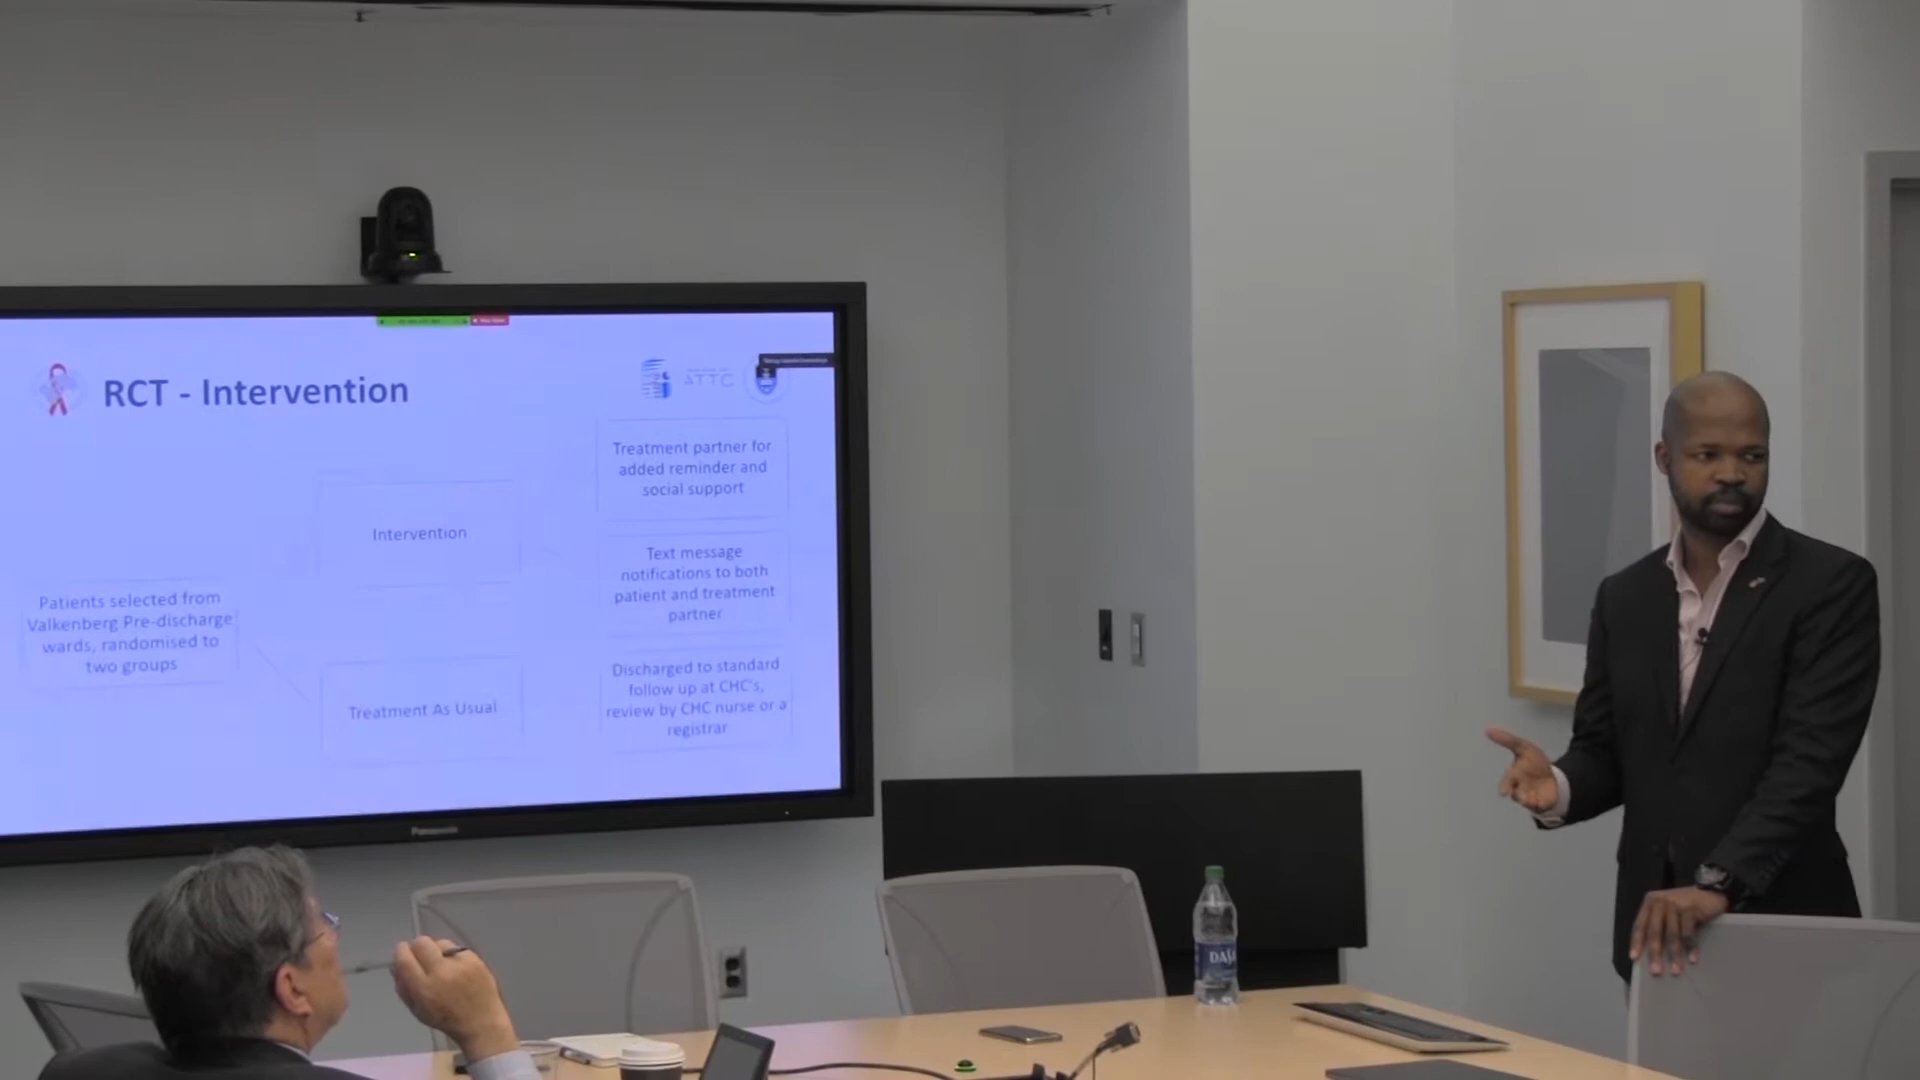 RCT - Intervention
ATTC
Treatment partner for
added reminder and
social support
Intervention
Text message
notifications to both
patient and treatment
partner
Patients selected from
Valkenberg Pre-discharge
wards, randomised to
two groups
Treatment As Usual
Discharged to standard
follow up at CHC's,
review by CHC nurse or a
registrar
Panasonic